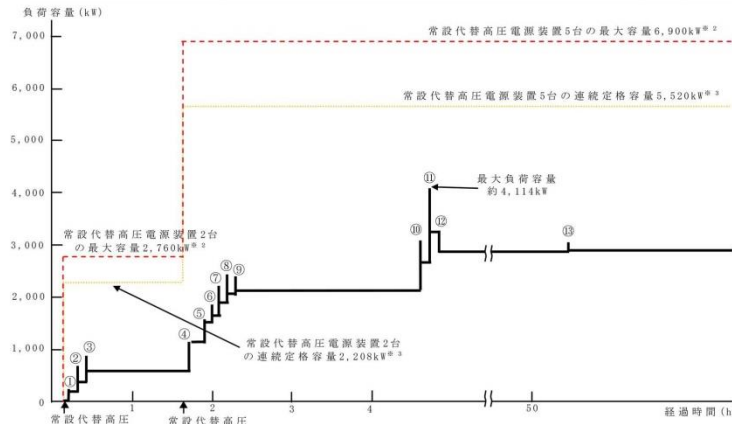 負荷容量(kW)
7,000
6,000
5,000
4,000
3,000
2,000
1,000
0
常設代替高圧電源装置5台の最大容量6,900kW※2
常設代替高圧電源装置5台の連続定格容量5,520kW※3
最大負荷容量
約4,114kW
常設代替高圧電源装置2台
の最大容量2,760kW※2
常設代替高圧電源装置2台
の連続定格容量2,208kW※3
①
②
③
④
⑤
⑥
⑦
⑧
⑨
⑩
⑪
⑫
⑬
1
2
3
4
50
経過時間(h
常設代替高圧
常設代替高圧